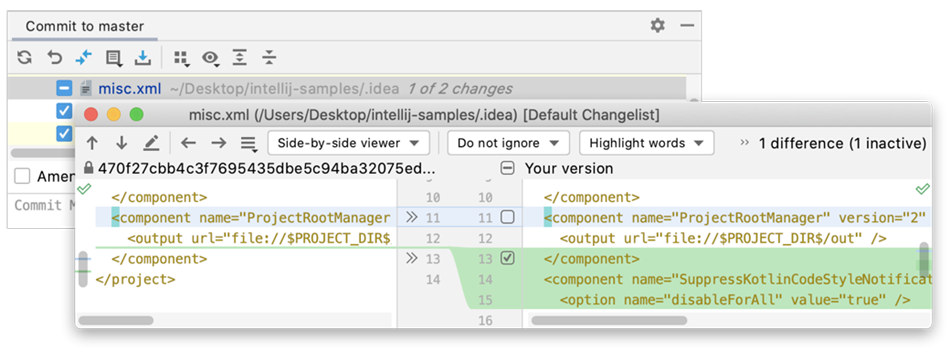 Commit to master
misc.xml ~/Desktop/intellij-samples/.idea 1 of 2 changes
misc.xml (/Users/Desktop/intellij-samples/.idea) [Default Changelist]
Side-by-side viewer Do not ignore Highlight words » 1 difference (1 inactive)
470f27cbb4c3f7695435dbe5c94ba32075ed... Your version
Amen
Commit M
</component> 10 10 </component>
<component name="ProjectRootManager » 11 11 <component name="ProjectRootManager" version="2"
<output url="file://$PROJECT_DIR$ 12 12 <output url="file://$PROJECT_DIR$/out" />
</component> » 13 13 </component>
</project> 14 14 <component name="SuppressKotlinCodeStyleNotificat
15 <option name="disableForAll" value="true" />
16